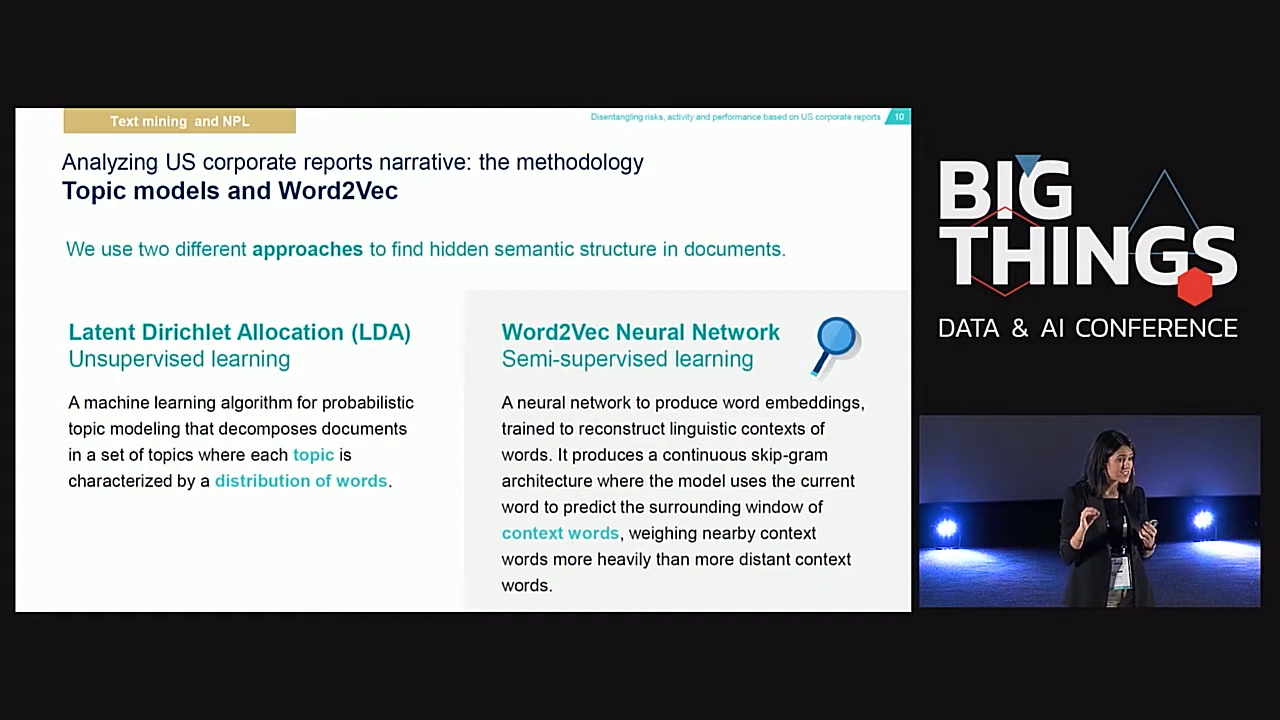 Text mining and NPL
Disentangling risks, activity and performance based on US corporate reports
10
Analyzing US corporate reports narrative: the methodology
Topic models and Word2Vec
We use two different approaches to find hidden semantic structure in documents.
Latent Dirichlet Allocation (LDA)
Unsupervised learning
A machine learning algorithm for probabilistic
topic modeling that decomposes documents
in a set of topics where each topic is
characterized by a distribution of words.
Word2Vec Neural Network
Semi-supervised learning
A neural network to produce word embeddings,
trained to reconstruct linguistic contexts of
words. It produces a continuous skip-gram
architecture where the model uses the current
word to predict the surrounding window of
context words, weighing nearby context
words more heavily than more distant context
words.
BIG
THINGS
DATA & AI CONFERENCE